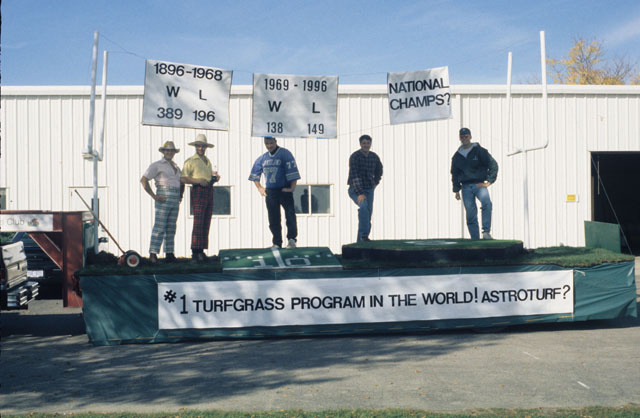 1896-1968
W L
389 196
1969-1996
W L
138 149
NATIONAL
CHAMPS?
#1 TURFGRASS PROGRAM IN THE WORLD! ASTROTURF?